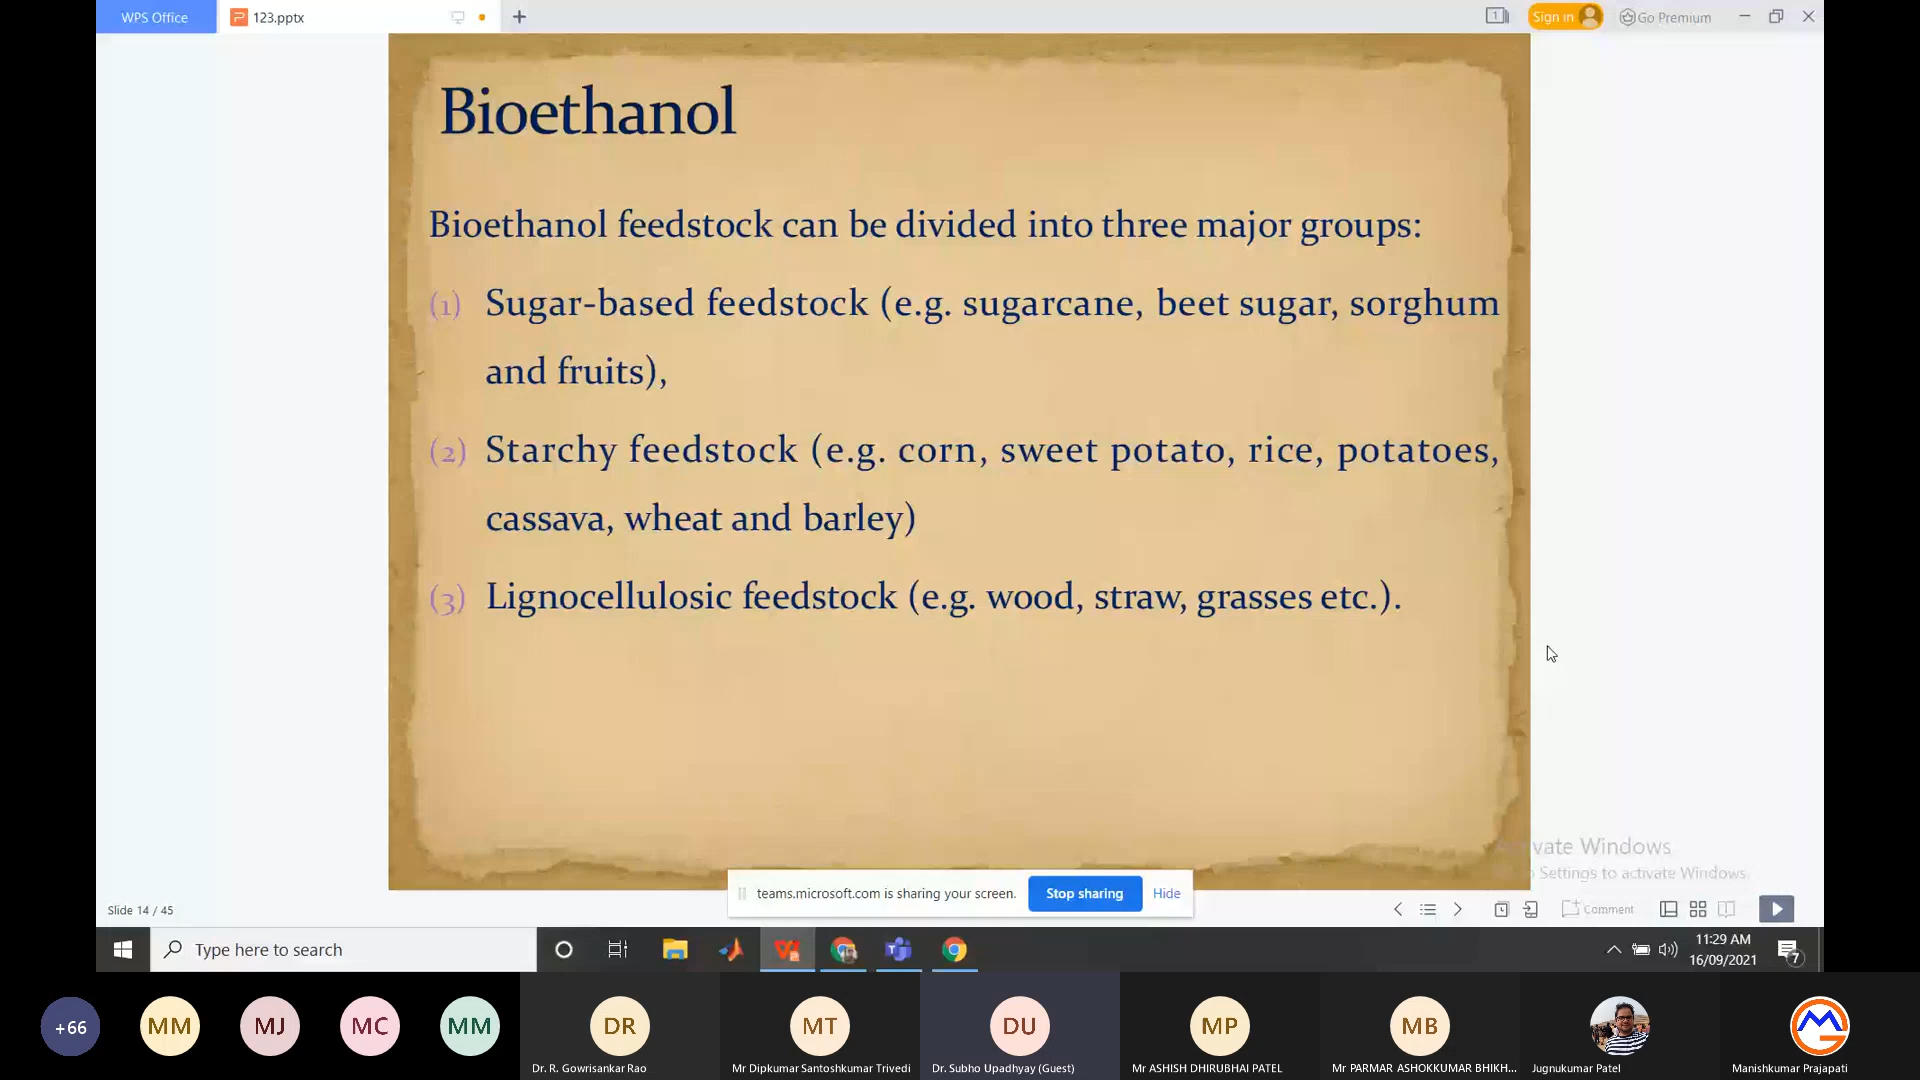 WPS Office
123.pptx
1
Sign in
Go Premium
Bioethanol
Bioethanol feedstock can be divided into three major groups:
(1) Sugar-based feedstock (e.g. sugarcane, beet sugar, sorghum
and fruits),
(2) Starchy feedstock (e.g. corn, sweet potato, rice, potatoes,
cassava, wheat and barley)
(3) Lignocellulosic feedstock (e.g. wood, straw, grasses etc.).
vate Windows
Settings to activate Windows.
teams.microsoft.com is sharing your screen.
Stop sharing
Hide
Slide 14 / 45
Comment
Type here to search
11:29 AM
16/09/2021
7
+66
MM
MJ
MC
MM
DR
MT
DU
MP
MB
Dr. R. Gowrisankar Rao
Mr Dipkumar Santoshkumar Trivedi
Dr. Subho Upadhyay (Guest)
Mr ASHISH DHIRUBHAI PATEL
Mr PARMAR ASHOKKUMAR BHIKH...
Jugnukumar Patel
Manishkumar Prajapati